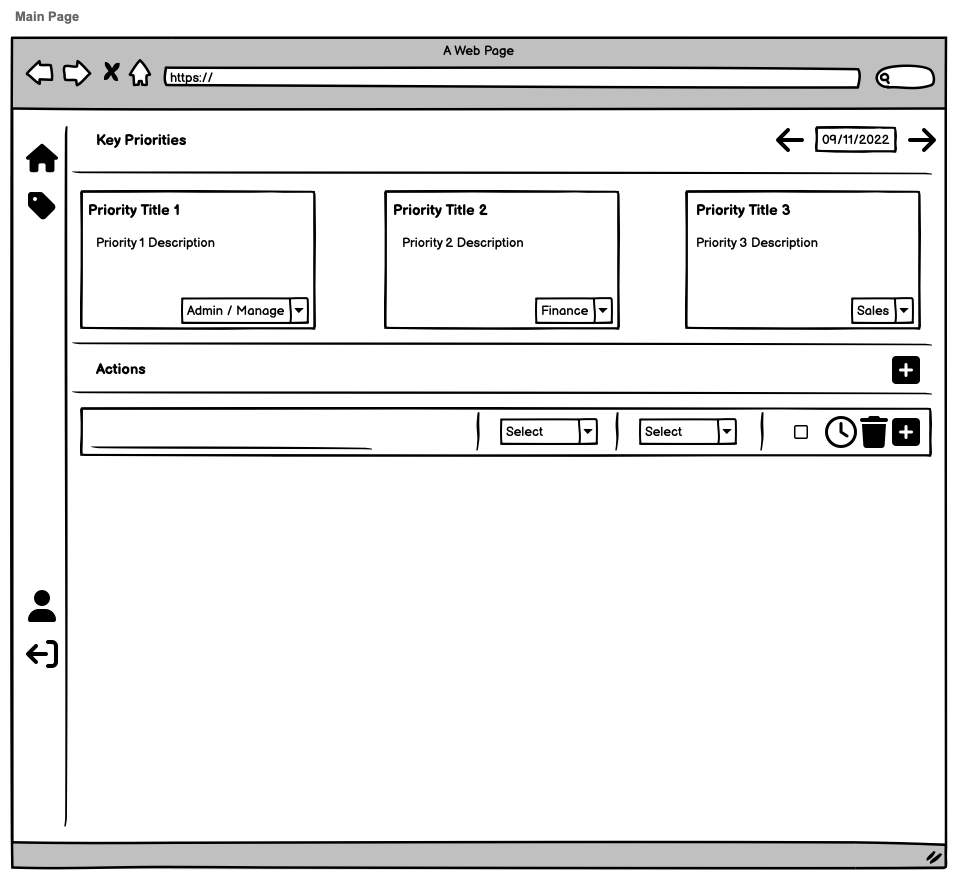 Main Page
A Web Page
https://
Key Priorities
09/11/2022
Priority Title 1
Priority 1 Description
Admin / Manage
Priority Title 2
Priority 2 Description
Finance
Priority Title 3
Priority 3 Description
Sales
Actions
Select
Select